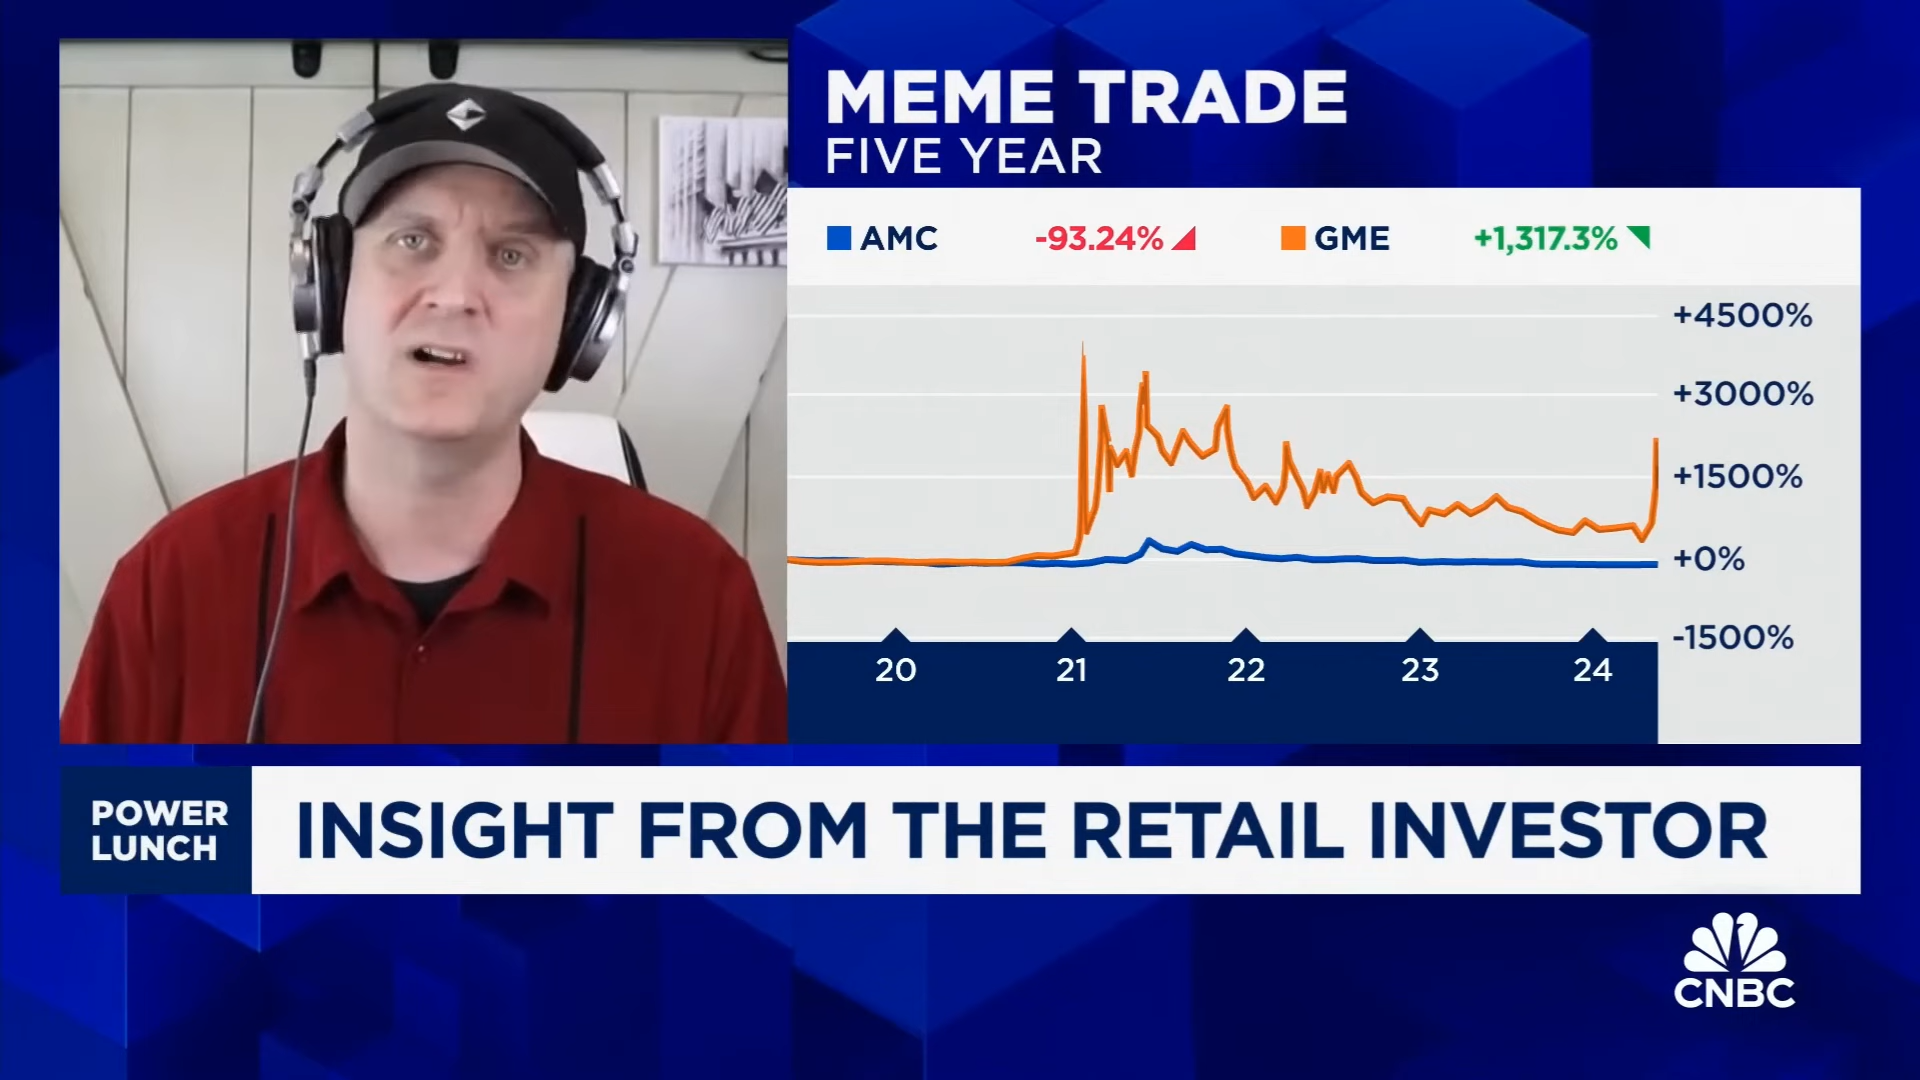 MEME TRADE
FIVE YEAR
AMC -93.24% GME +1,317.3%
+4500%
+3000%
+1500%
+0%
-1500%
20 21 22 23 24
POWER
LUNCH
INSIGHT FROM THE RETAIL INVESTOR
CNBC